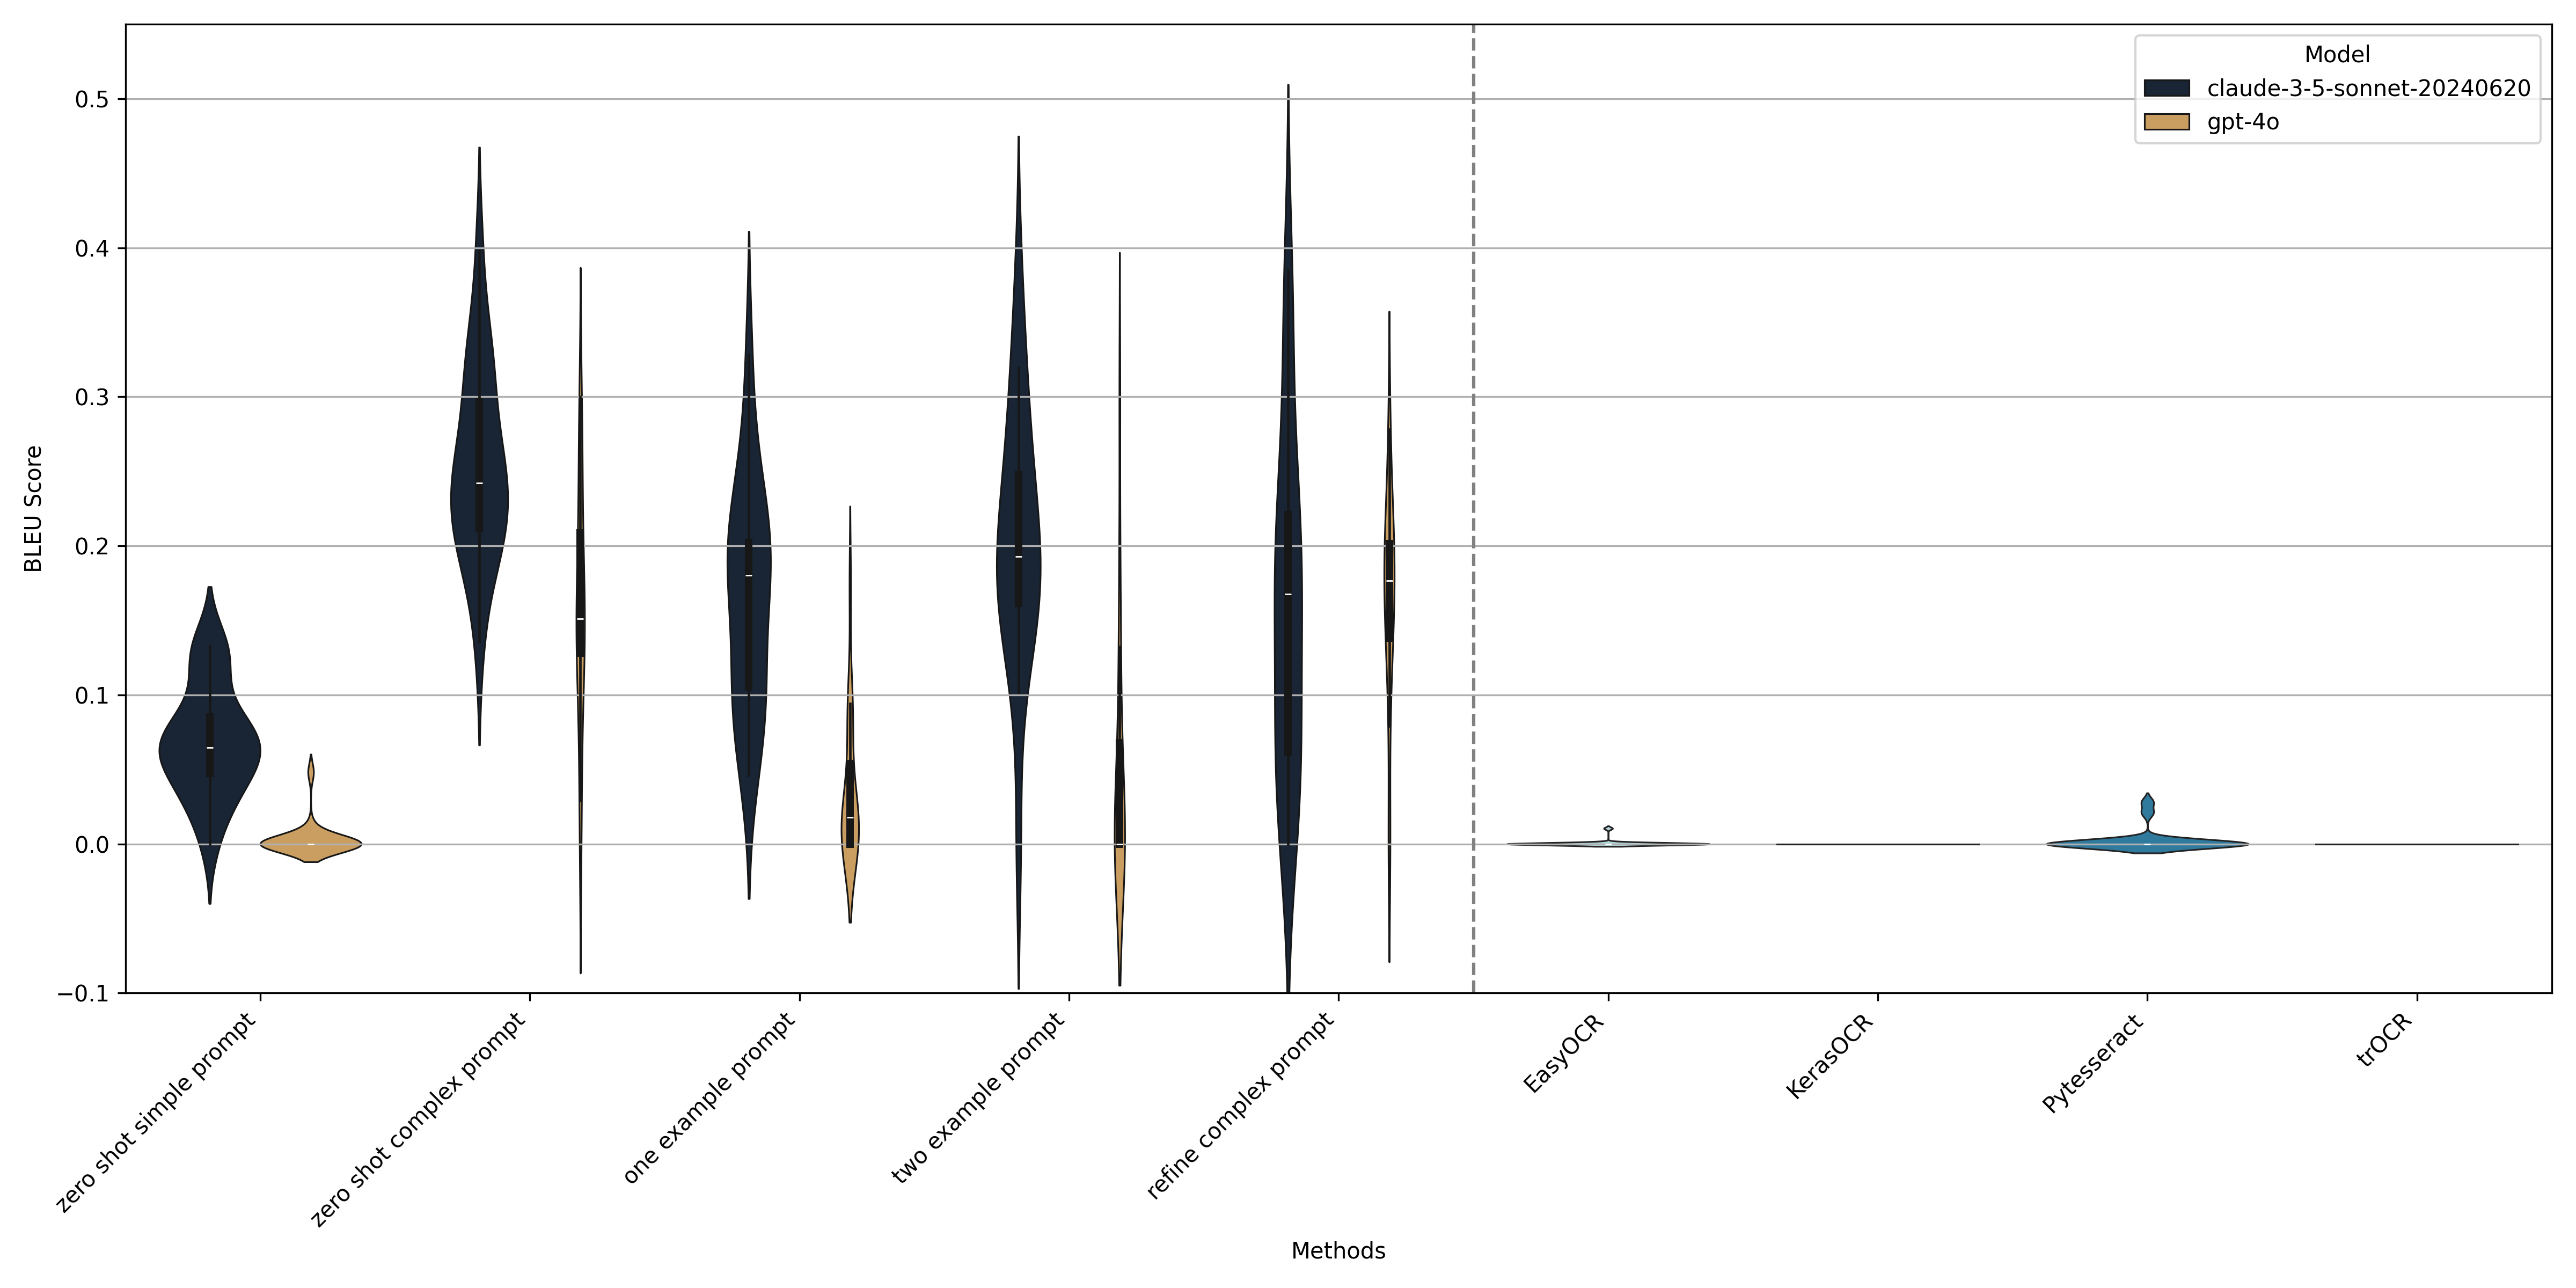 Model
claude-3-5-sonnet-20240620
gpt-4o
BLEU Score
0.5
0.4
0.3
0.2
0.1
0.0
−0.1
zero shot simple prompt
zero shot complex prompt
one example prompt
two example prompt
refine complex prompt
EasyOCR
KerasOCR
Pytesseract
trOCR
Methods